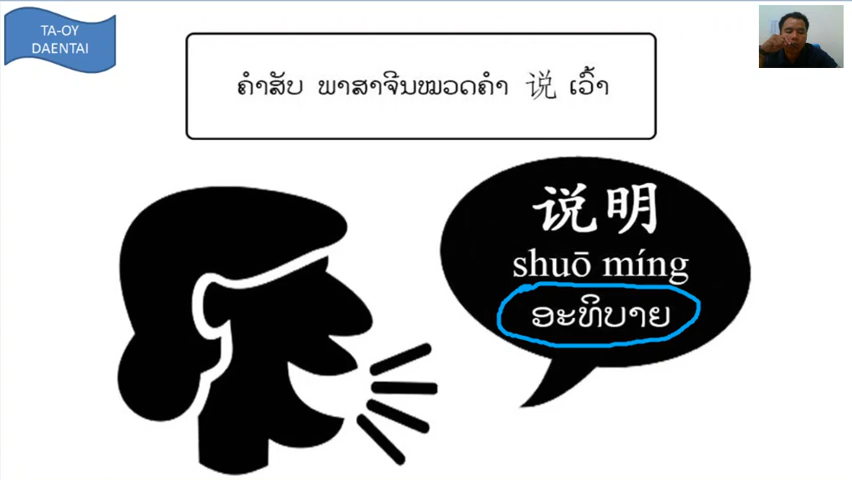 TA-OY
DAENTAI
ຄຳສັບ ພາສາຈີນໝວດຄຳ 说 ເວົ້າ
说明
shuō míng
ອະທິບາຍ